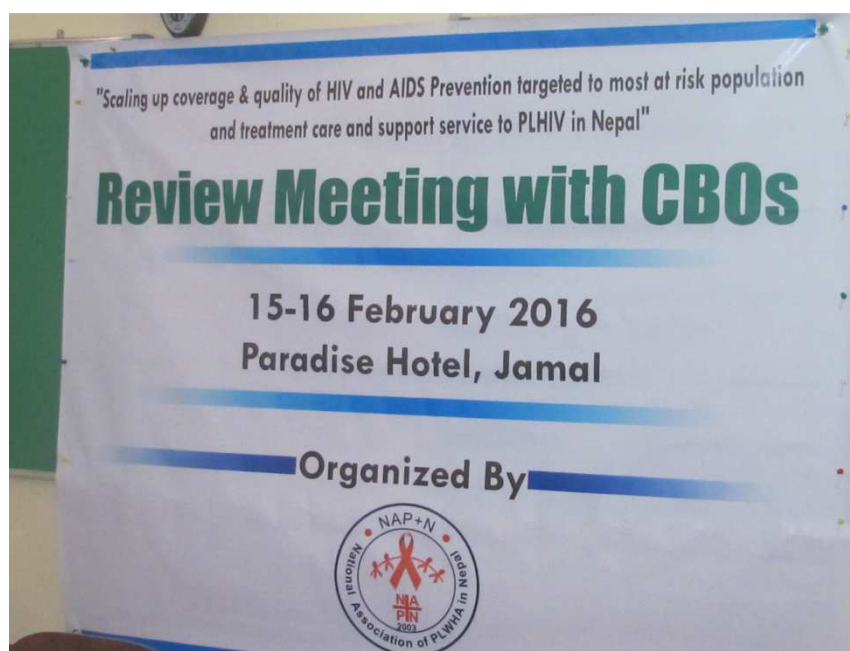 "Scaling up coverage & quality of HIV and AIDS Prevention targeted to most at risk population
and treatment care and support service to PLHIV in Nepal"
Review Meeting with CBOs
15-16 February 2016
Paradise Hotel, Jamal
Organized By
NAP+N
National Association of PLWHA in Nepal
NA
PN
2003